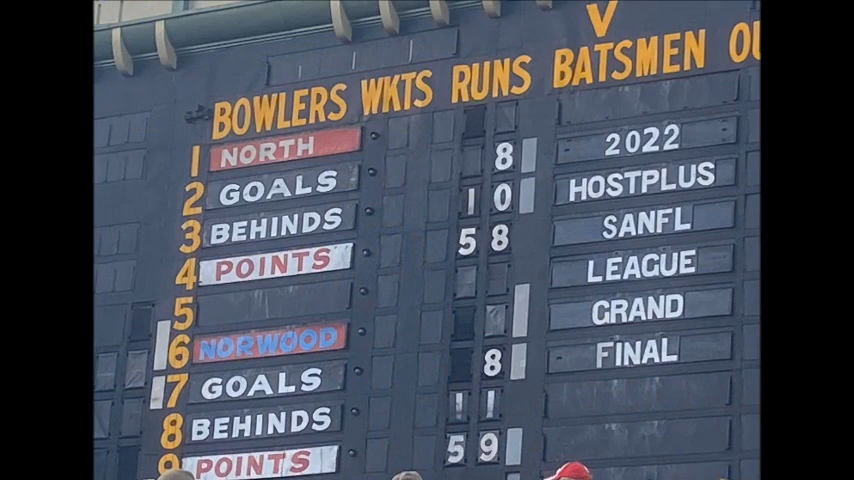 V
BOWLERS WKTS RUNS BATSMEN
1 NORTH
2 GOALS 8
3 BEHINDS 10
4 POINTS 58
5
6 NORWOOD
7 GOALS 8
8 BEHINDS 11
9 POINTS 59
2022
HOSTPLUS
SANFL
LEAGUE
GRAND
FINAL